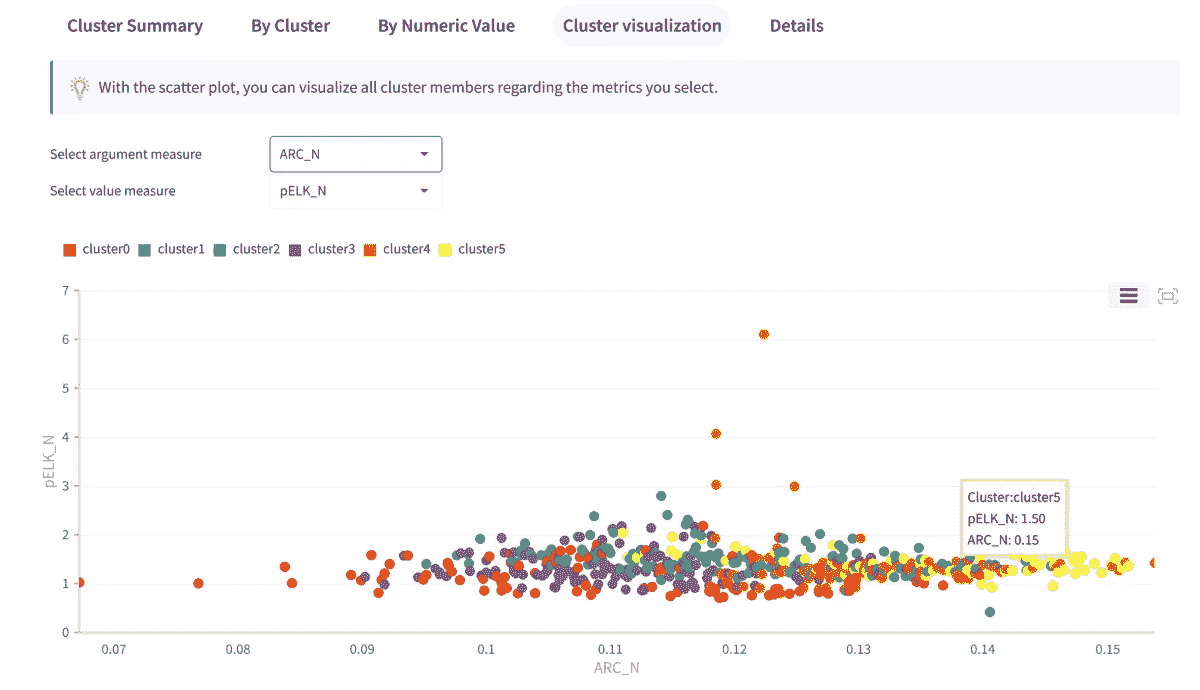 Cluster Summary By Cluster By Numeric Value Cluster visualization Details
With the scatter plot, you can visualize all cluster members regarding the metrics you select.
Select argument measure ARC_N
Select value measure pELK_N
cluster0 cluster1 cluster2 cluster3 cluster4 cluster5
7
6
5
4
3
2
1
0
pELK_N
Cluster:cluster5
pELK_N: 1.50
ARC_N: 0.15
0.07 0.08 0.09 0.1 0.11 0.12 0.13 0.14 0.15
ARC_N